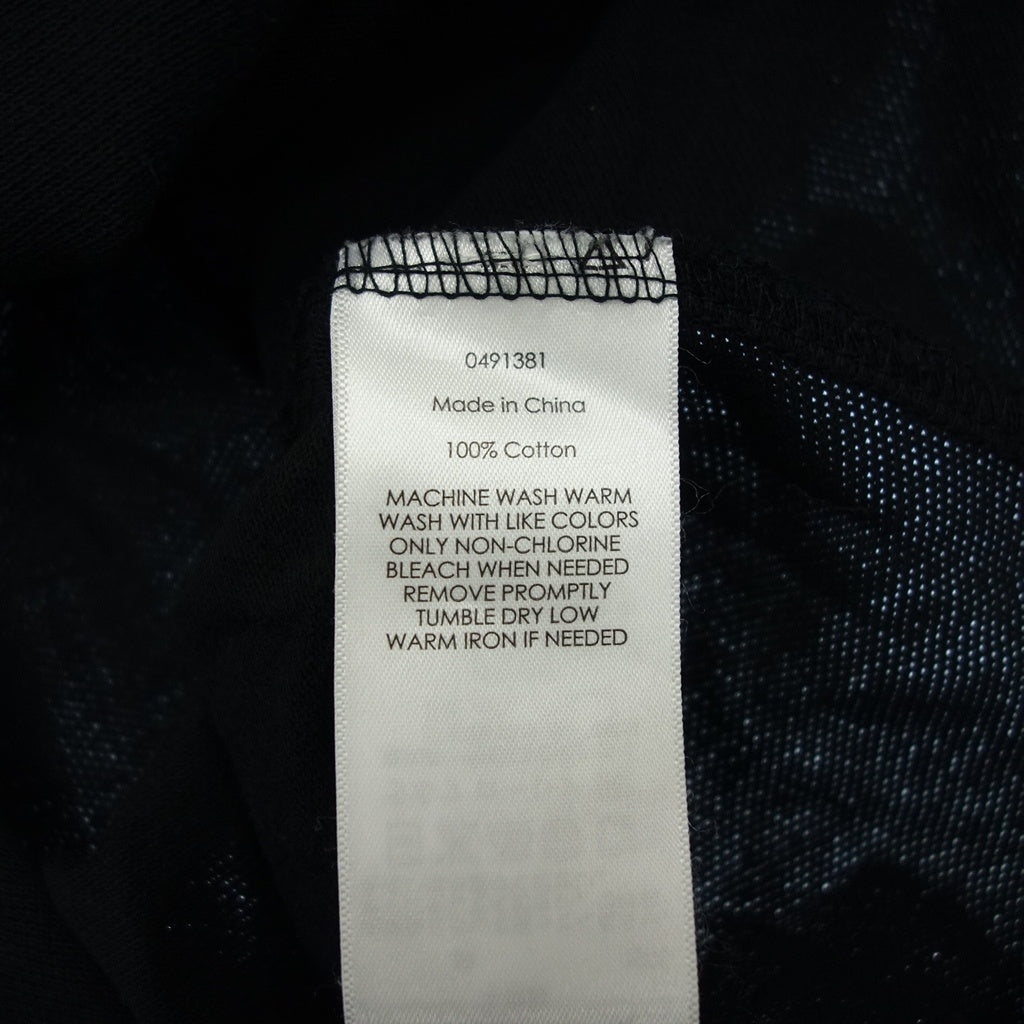 0491381
Made in China
100% Cotton
MACHINE WASH WARM
WASH WITH LIKE COLORS
ONLY NON-CHLORINE
BLEACH WHEN NEEDED
REMOVE PROMPTLY
TUMBLE DRY LOW
WARM IRON IF NEEDED